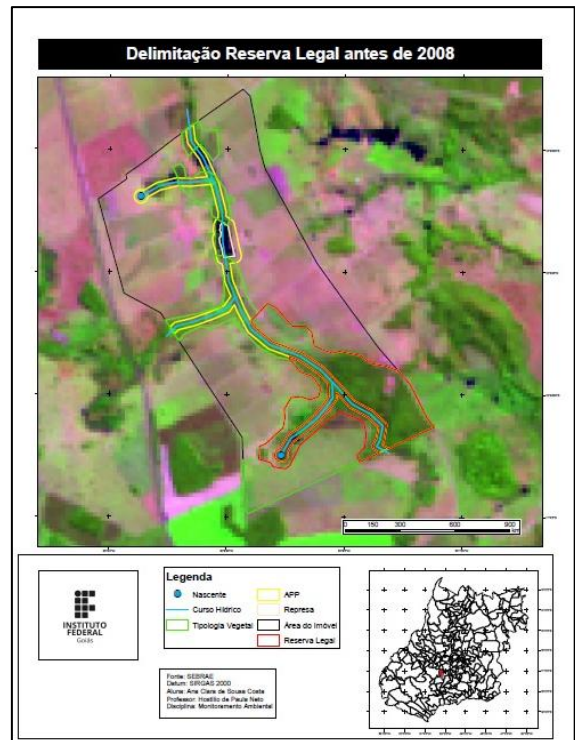 Delimitação Reserva Legal antes de 2008
0 150 300 600 900
Legenda
Nascente
Curso Hídrico
Tipologia Vegetal
APP
Represa
Área do Imóvel
Reserva Legal
INSTITUTO
FEDERAL
Goiás
Fonte: SEBRAE
Datum: SIRGAS 2000
Aluna: Ana Clara de Sousa Costa
Professor: Hostílio de Paula Neto
Disciplina: Monitoramento Ambiental